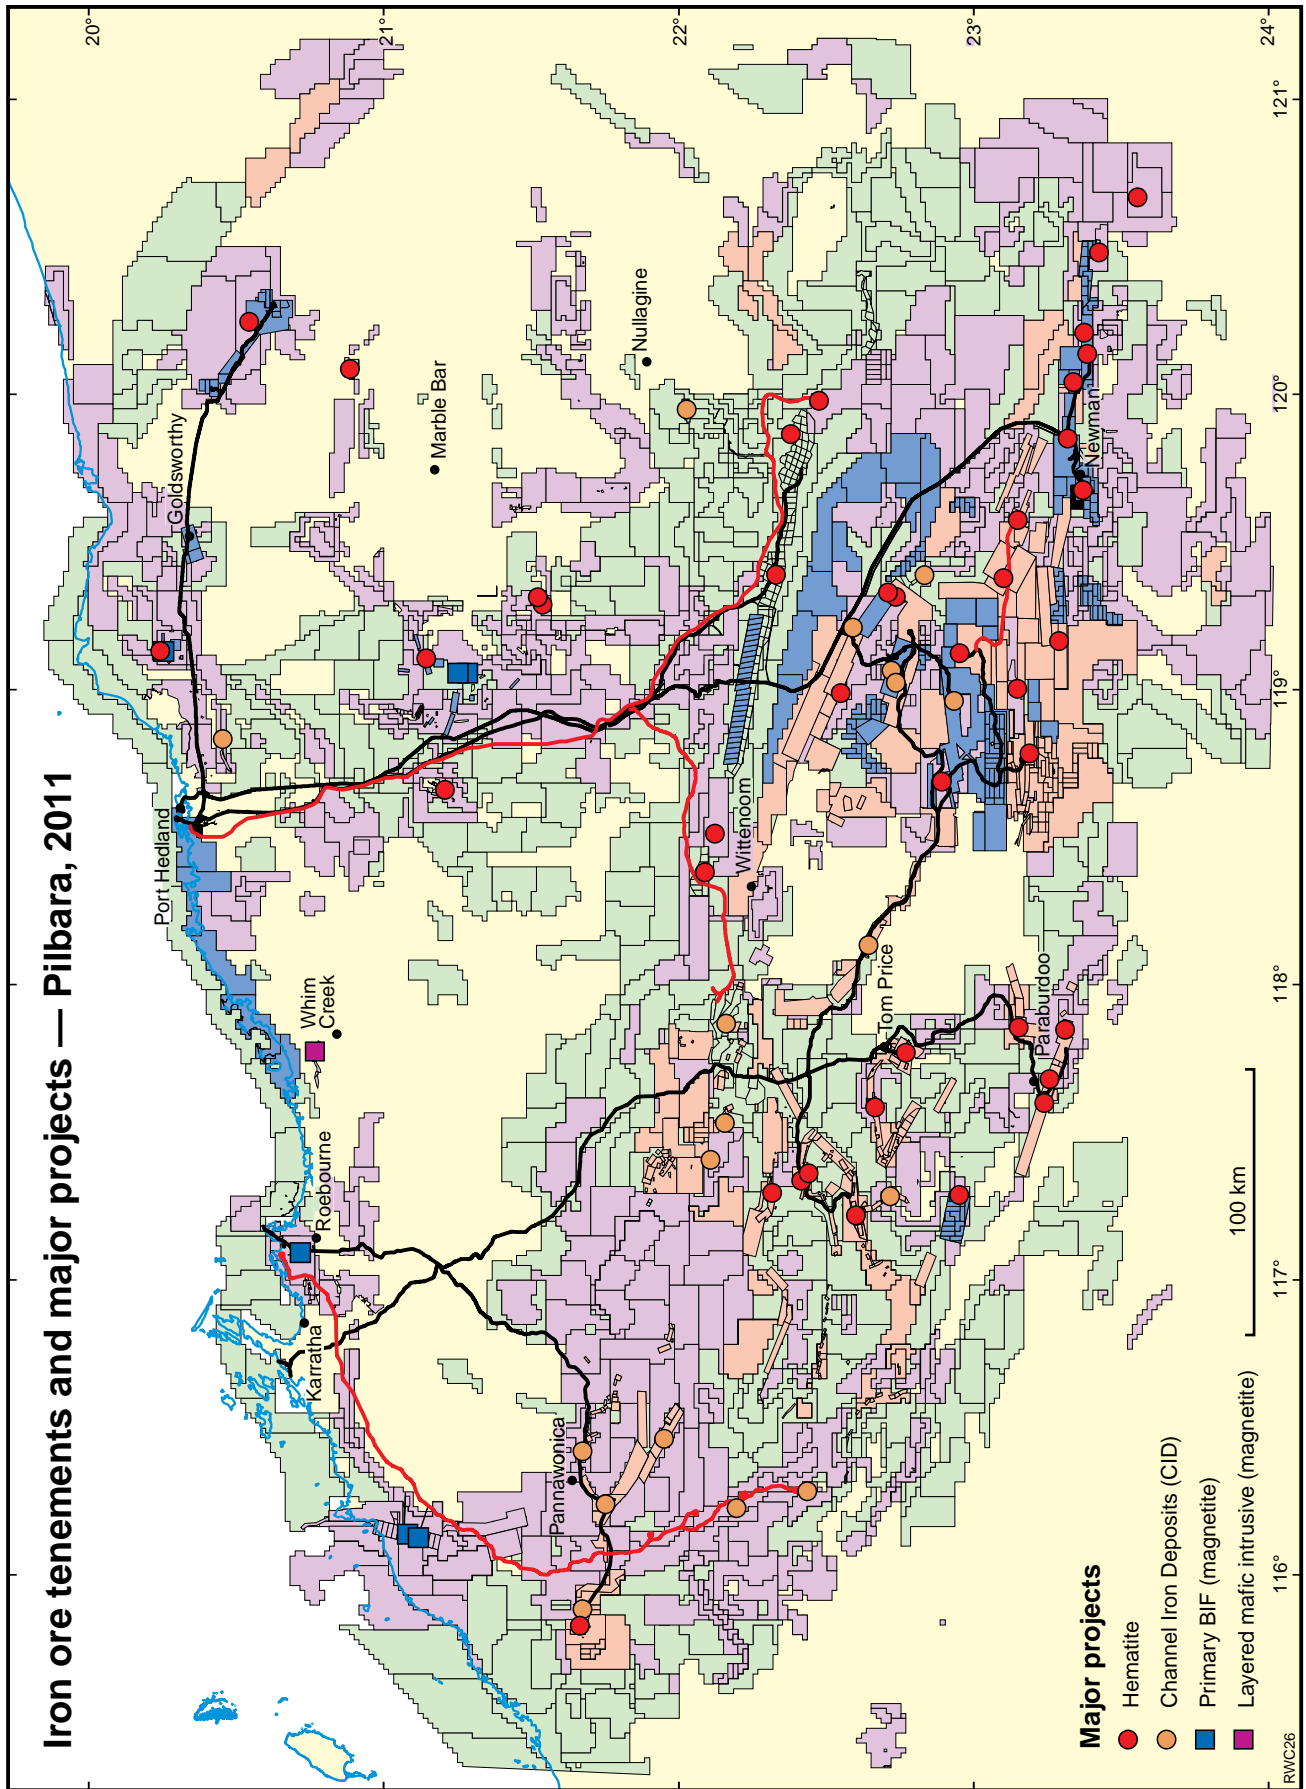 Iron ore tenements and major projects — Pilbara, 2011
20°
21°
22°
23°
24°
116°
117°
118°
119°
120°
121°
Port Hedland
Goldsworthy
Marble Bar
Nullagine
Whim
Creek
Roebourne
Karratha
Pannawonica
Wittenoom
Tom Price
Paraburdoo
Newman
100 km
Major projects
Hematite
Channel Iron Deposits (CID)
Primary BIF (magnetite)
Layered mafic intrusive (magnetite)
RWC26